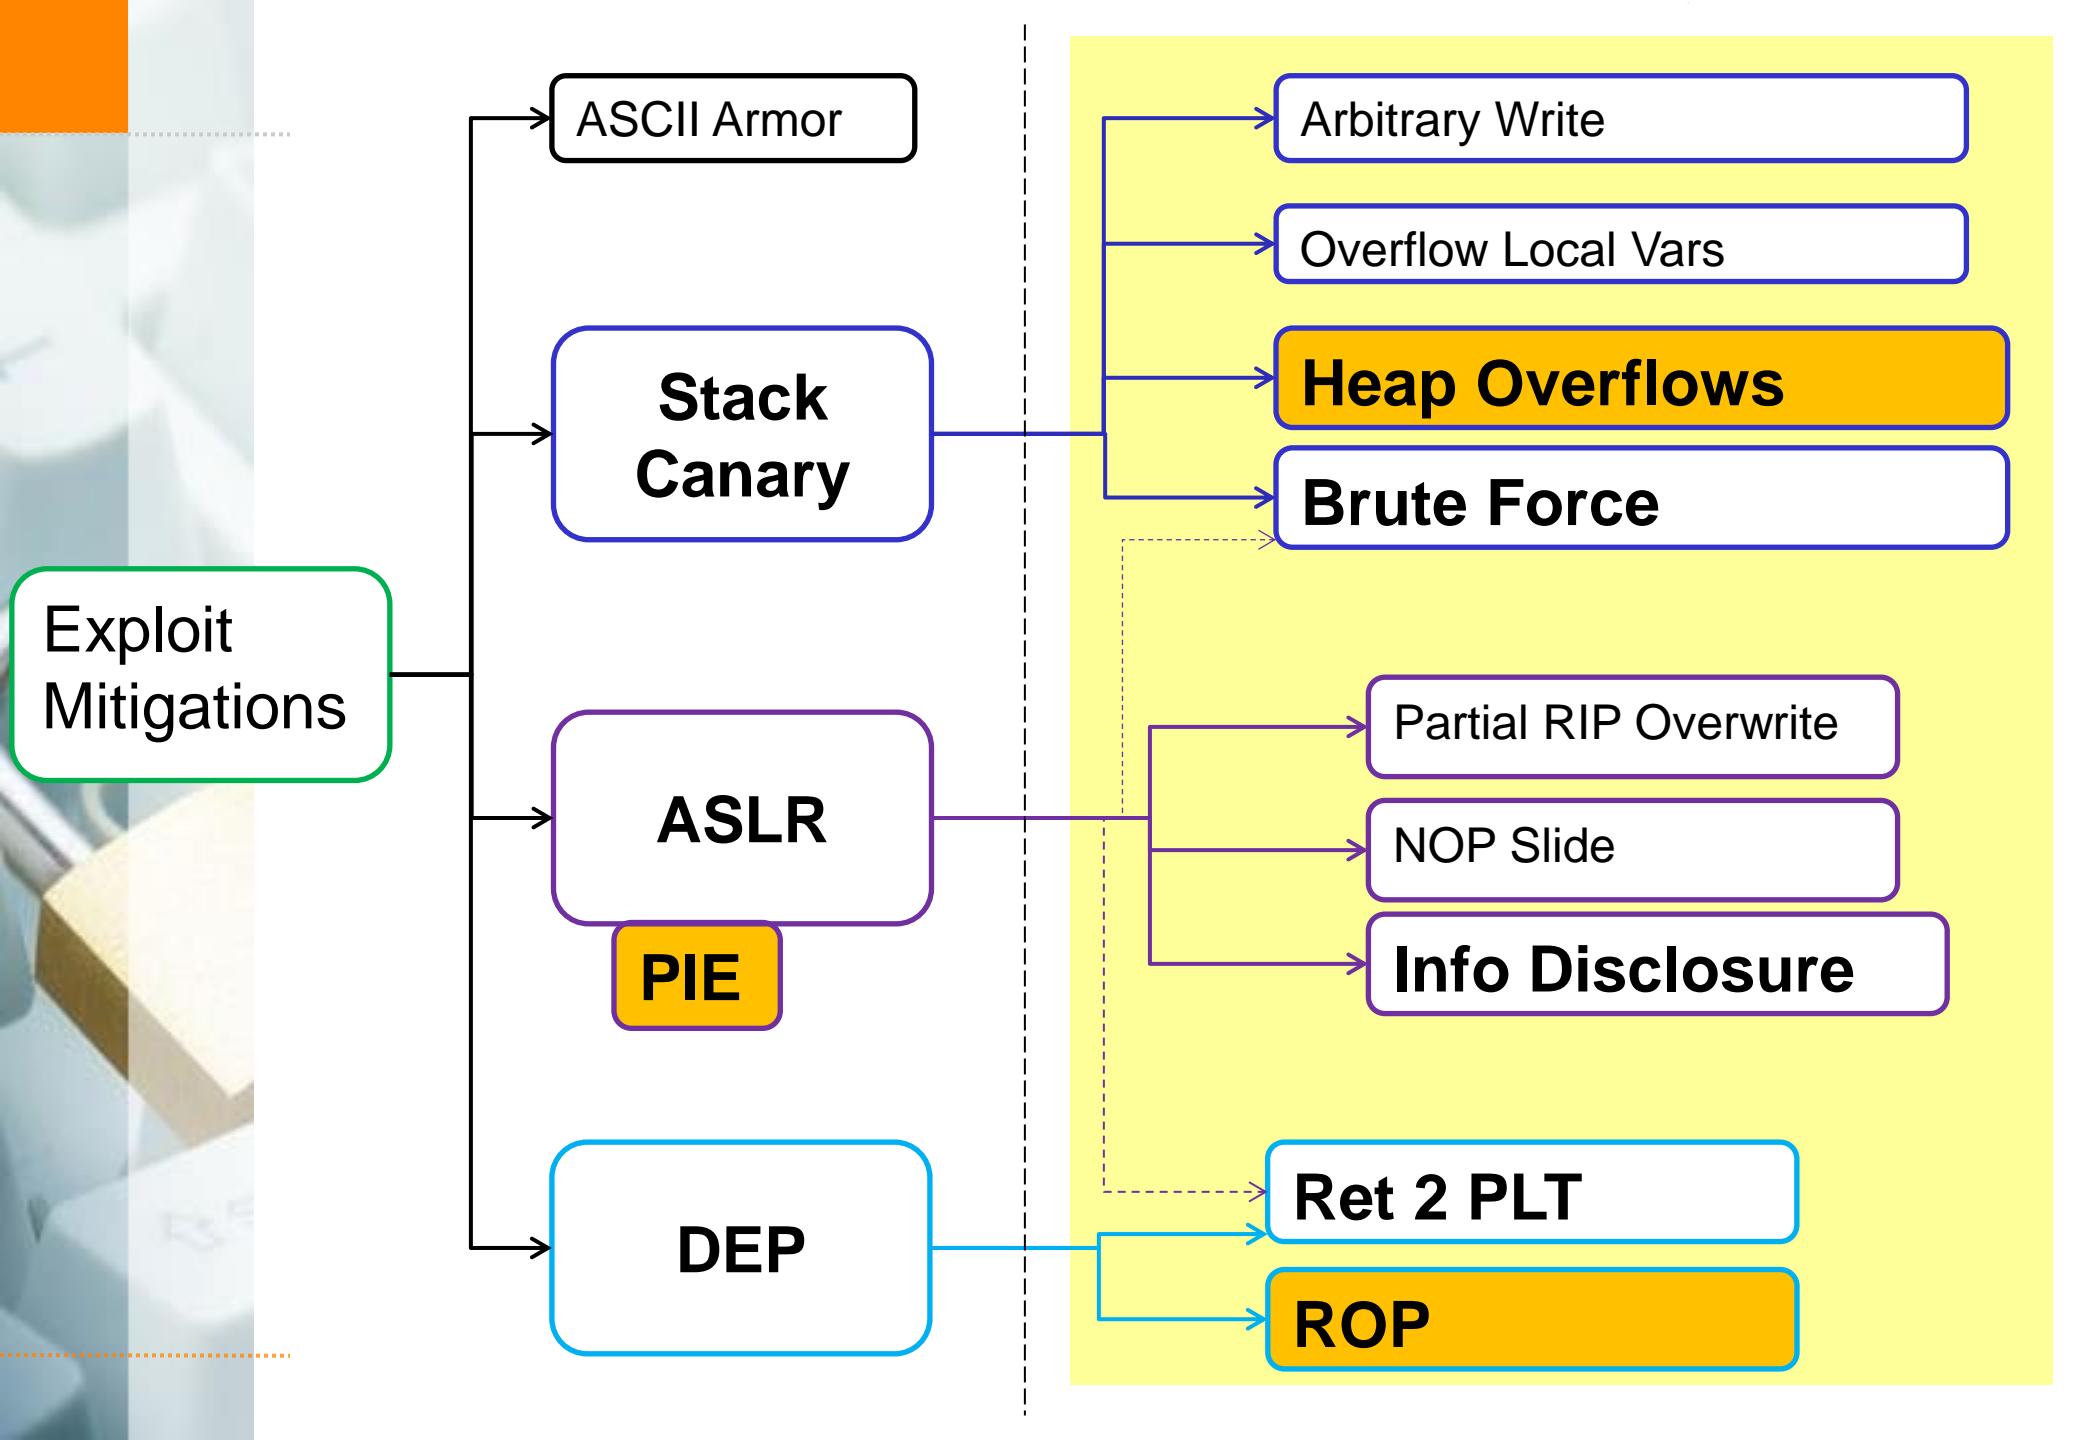 ASCII Armor
Arbitrary Write
Overflow Local Vars
Stack
Canary
Heap Overflows
Brute Force
Exploit
Mitigations
Partial RIP Overwrite
ASLR
NOP Slide
PIE
Info Disclosure
Ret 2 PLT
DEP
ROP